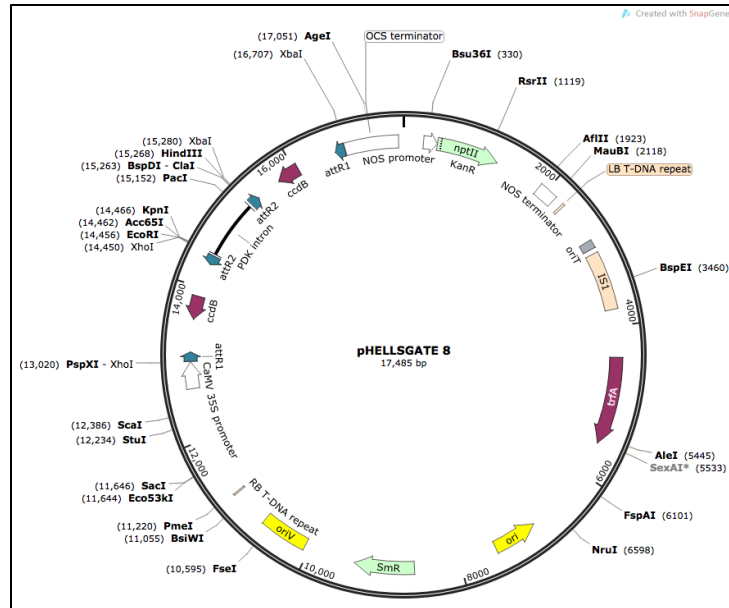 Created with SnapGene
(17,051) AgeI
OCS terminator
(16,707) XbaI
Bsu36I (330)
RsrII (1119)
AflII (1923)
MauBI (2118)
LB T-DNA repeat
BspEI (3460)
AleI (5445)
SexAI* (5533)
FspAI (6101)
NruI (6598)
(15,280) XbaI
(15,268) HindIII
(15,263) BspDI - ClaI
(15,152) PacI
(14,466) KpnI
(14,462) Acc65I
(14,456) EcoRI
(14,450) XhoI
(13,020) PspXI - XhoI
(12,386) ScaI
(12,234) StuI
(11,646) SacI
(11,644) Eco53kI
(11,220) PmeI
(11,055) BsiWI
(10,595) FseI
pHELLSGATE 8
17,485 bp
NOS promoter
nptII
KanR
2000
NOS terminator
oriT
IS1
4000
trfA
6000
ori
8000
SmR
10,000
oriV
RB T-DNA repeat
12,000
CaMV 35S promoter
attR1
ccdB
14,000
attR2
PDK intron
attR2
ccdB
16,000
attR1